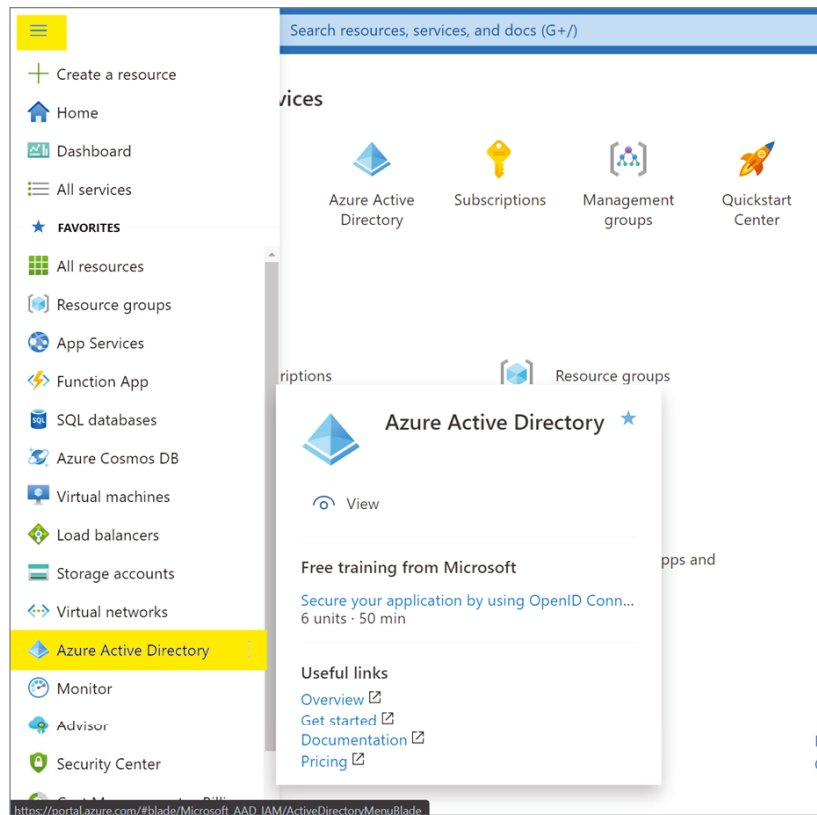 Search resources, services, and docs (G+/)
Create a resource
Home
Dashboard
All services
FAVORITES
All resources
Resource groups
App Services
Function App
SQL databases
Azure Cosmos DB
Virtual machines
Load balancers
Storage accounts
Virtual networks
Azure Active Directory
Monitor
Advisor
Security Center
https://portal.azure.com/#blade/Microsoft_AAD_IAM/ActiveDirectoryMenuBlade
vices
Azure Active
Directory
Subscriptions
Management
groups
Quickstart
Center
riptions
Resource groups
Azure Active Directory
View
Free training from Microsoft
Secure your application by using OpenID Conn...
6 units · 50 min
Useful links
Overview
Get started
Documentation
Pricing
pps and